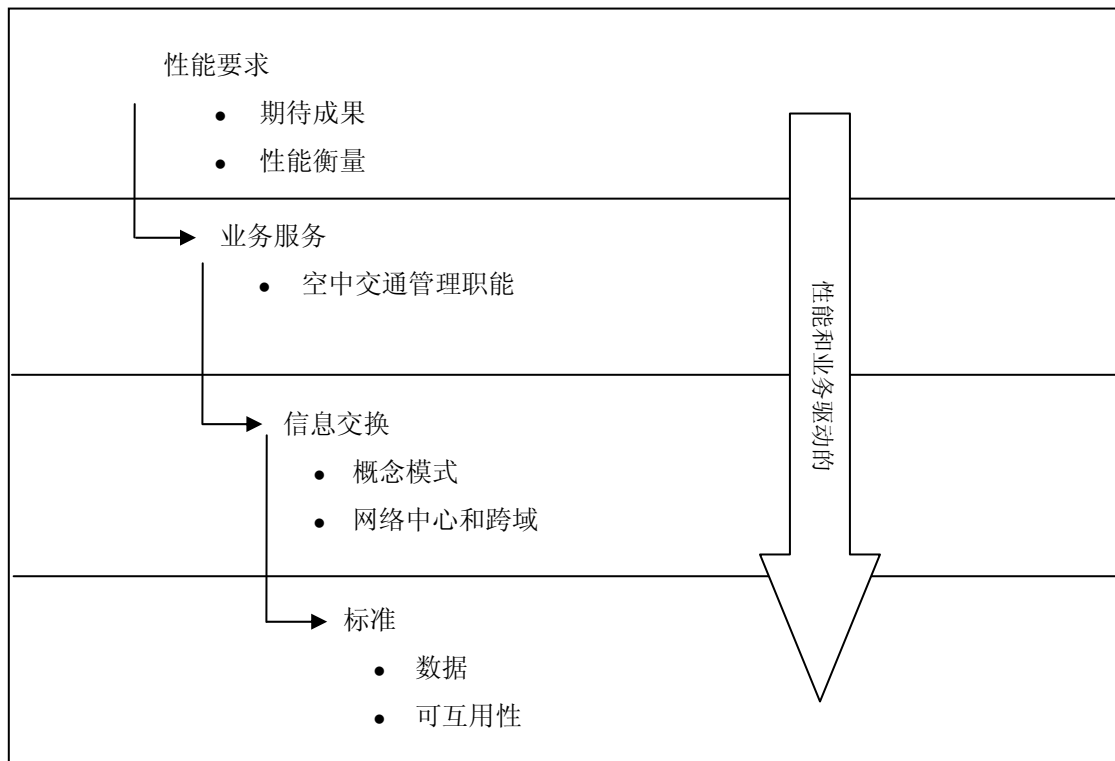 性能要求
• 期待成果
• 性能衡量
业务服务
• 空中交通管理职能
信息交换
• 概念模式
• 网络中心和跨域
标准
• 数据
• 可互用性
性能和业务驱动的